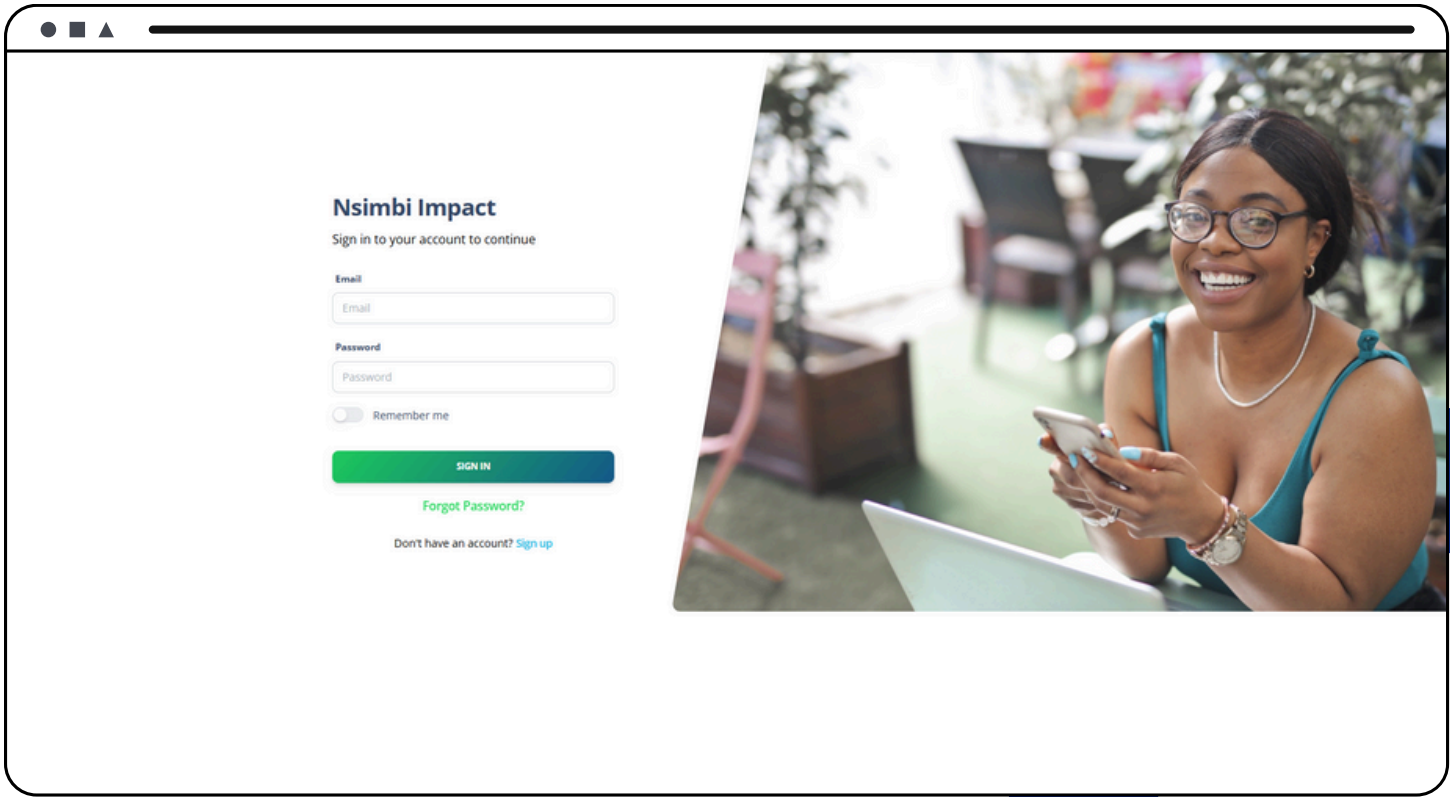 Nsimbi Impact
Sign in to your account to continue
Email
Email
Password
Password
Remember me
SIGN IN
Forgot Password?
Don't have an account? Sign up